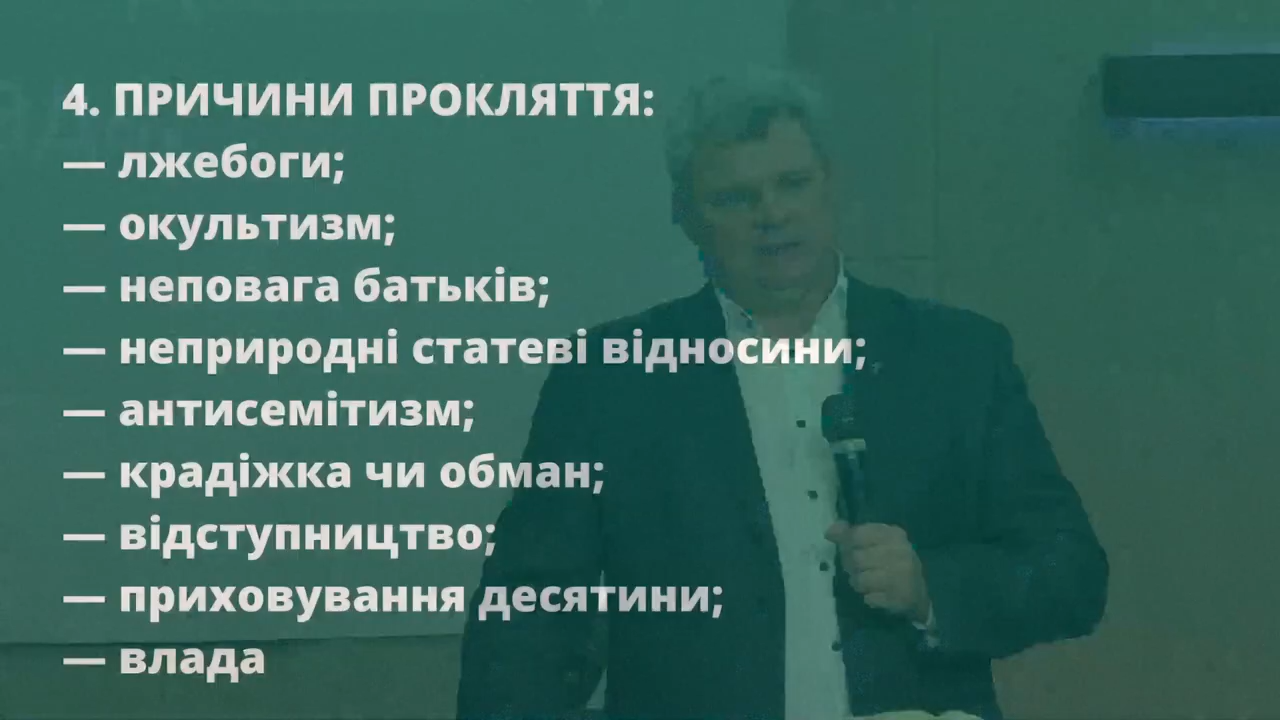 4. ПРИЧИНИ ПРОКЛЯТТЯ:
— лжебоги;
— окультизм;
— неповага батьків;
— неприродні статеві відносини;
— антисемітизм;
— крадіжка чи обман;
— відступництво;
— приховування десятини;
— влада